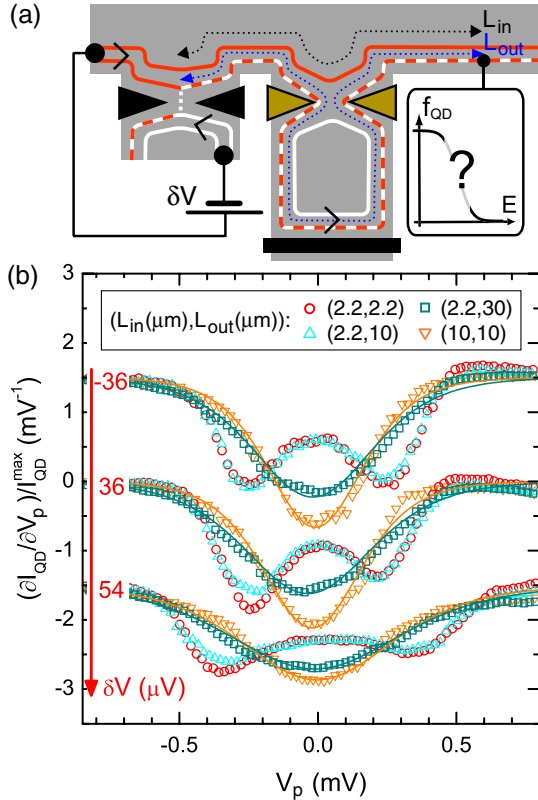 (a)
L_in
L_out
f_QD
?
E
δV
(b)
(L_in(μm),L_out(μm)):
(2.2,2.2)
(2.2,30)
(2.2,10)
(10,10)
-36
36
54
δV (μV)
(∂I_QD/∂V_p)/I_QD^max (mV⁻¹)
3
2
1
0
-1
-2
-3
-0.5
0.0
0.5
V_p (mV)